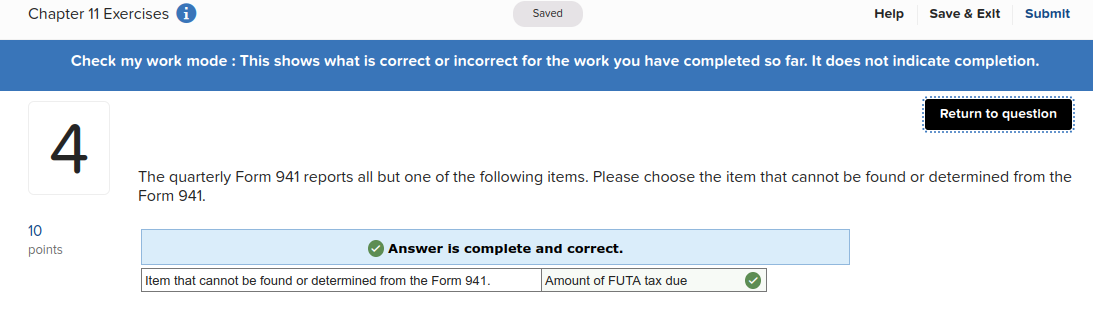 Chapter 11 Exercises i
Saved
Help
Save & Exit
Submit
Check my work mode : This shows what is correct or incorrect for the work you have completed so far. It does not indicate completion.
Return to question
4
The quarterly Form 941 reports all but one of the following items. Please choose the item that cannot be found or determined from the
Form 941.
10
points
Answer is complete and correct.
Item that cannot be found or determined from the Form 941. Amount of FUTA tax due